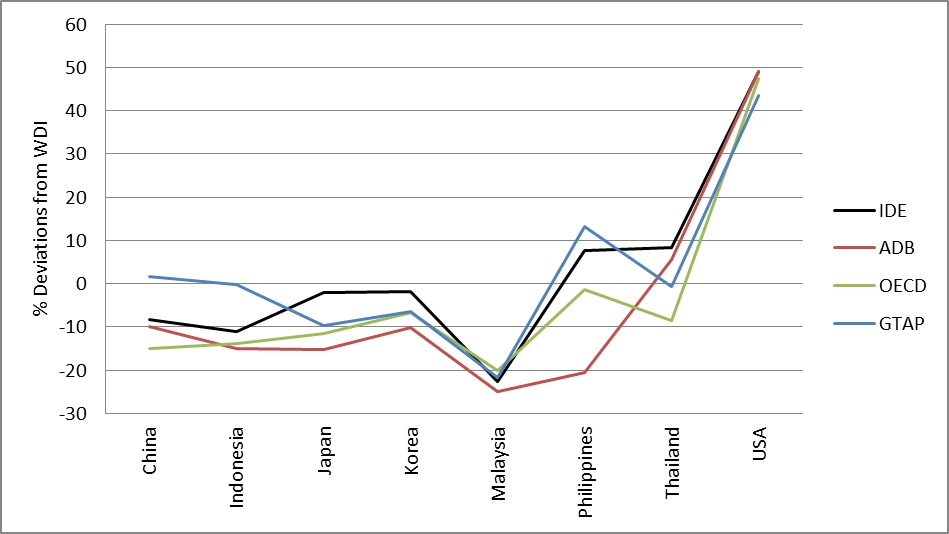 60
50
40
30
20
10
0
-10
-20
-30
% Deviations from WDI
China
Indonesia
Japan
Korea
Malaysia
Philippines
Thailand
USA
IDE
ADB
OECD
GTAP